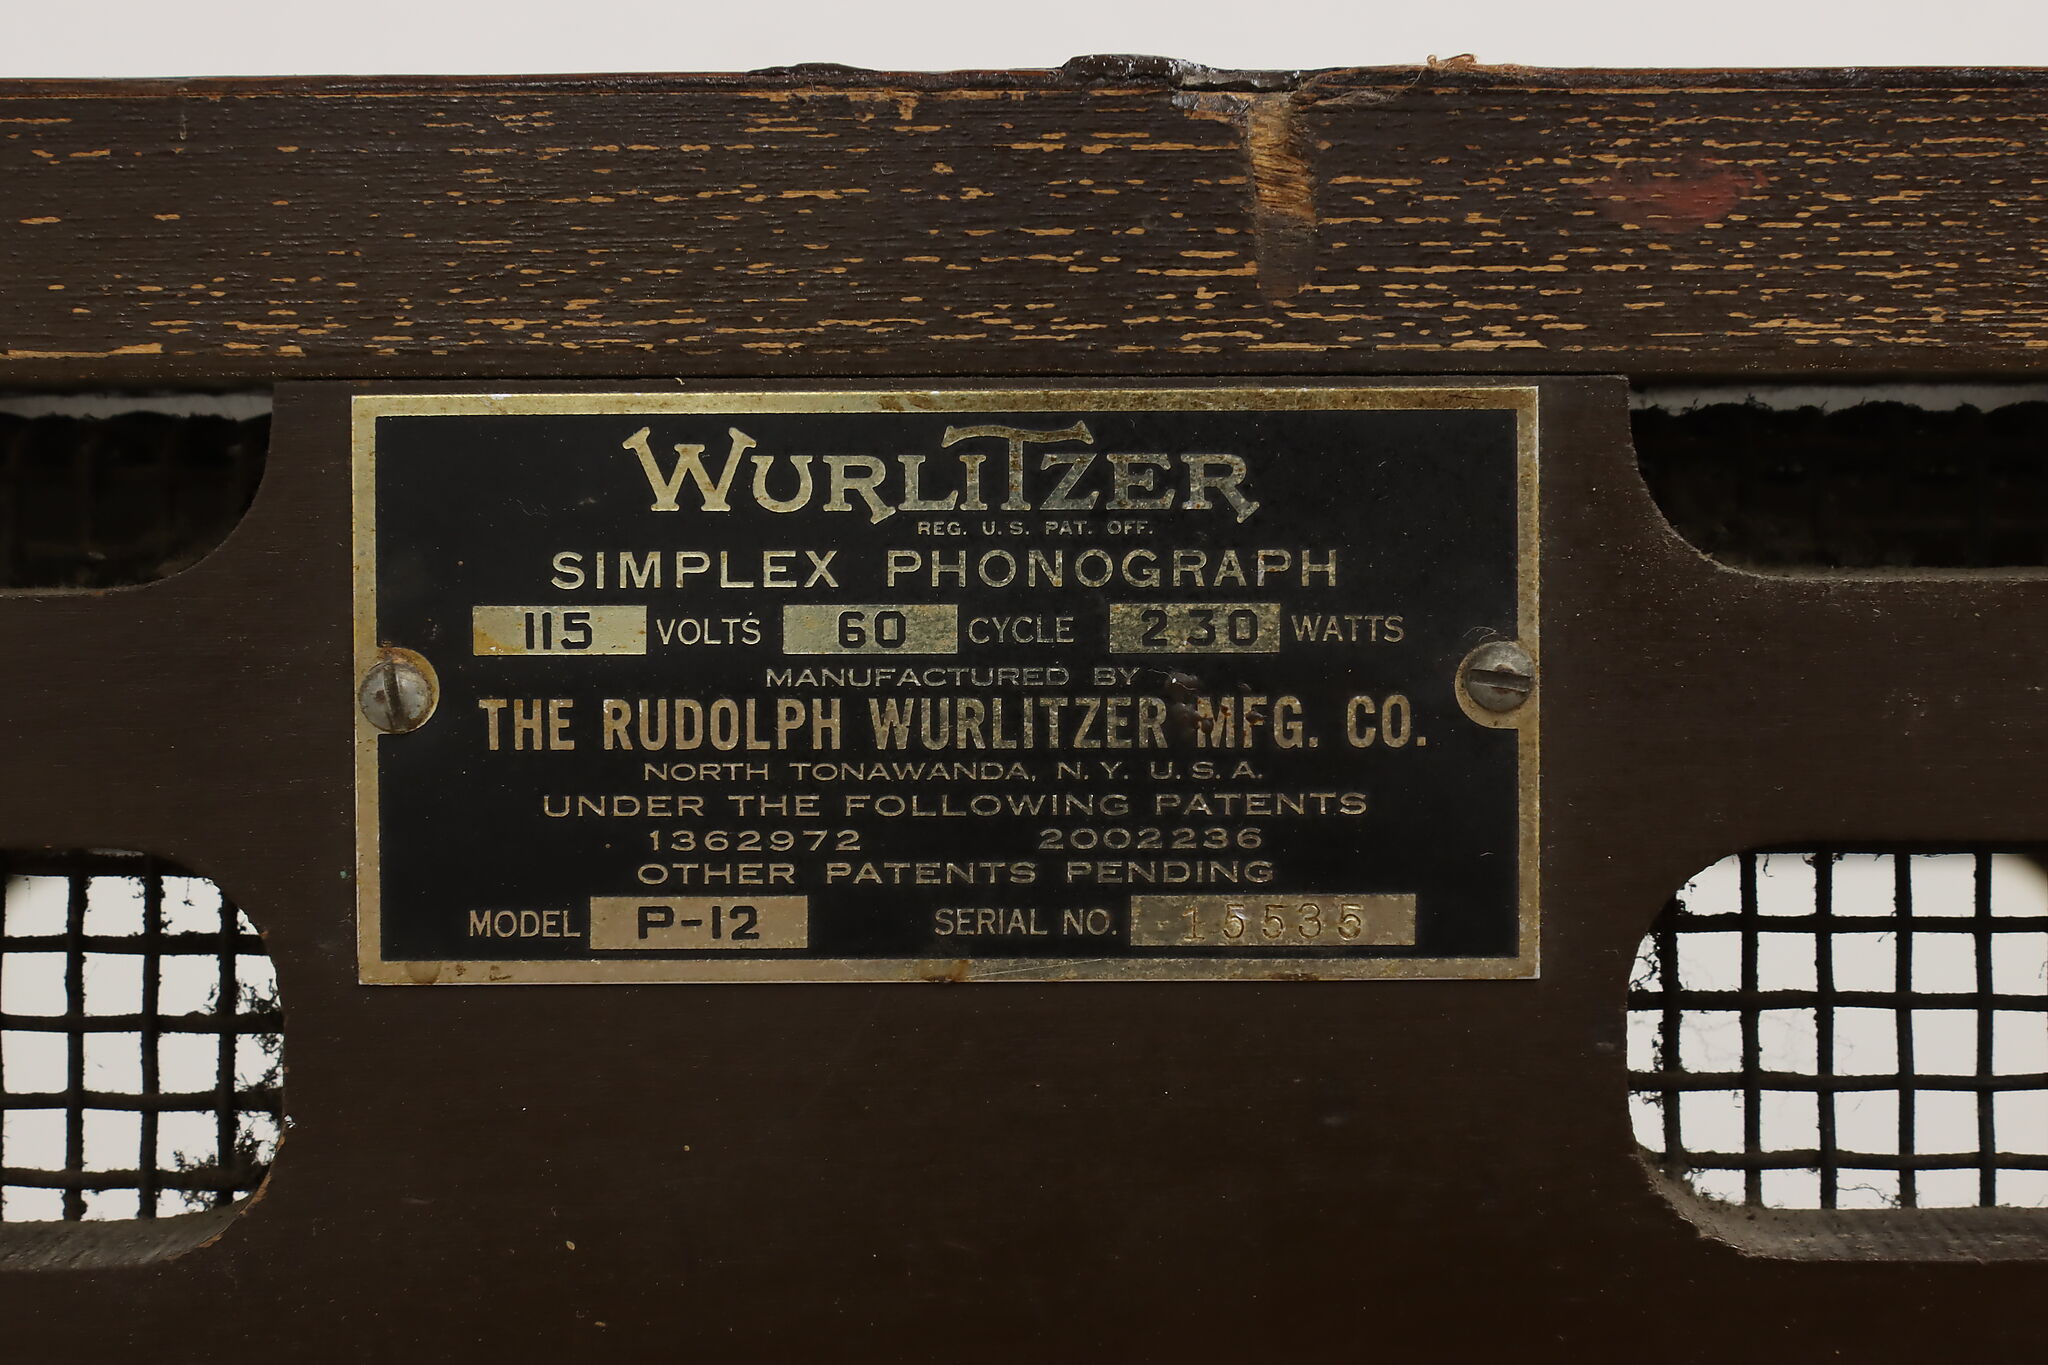 WURLITZER
REG. U.S. PAT. OFF.
SIMPLEX PHONOGRAPH
115 VOLTS 60 CYCLE 230 WATTS
MANUFACTURED BY
THE RUDOLPH WURLITZER MFG. CO.
NORTH TONAWANDA, N.Y. U.S.A.
UNDER THE FOLLOWING PATENTS
1362972 2002236
OTHER PATENTS PENDING
MODEL P-12 SERIAL NO. 15535